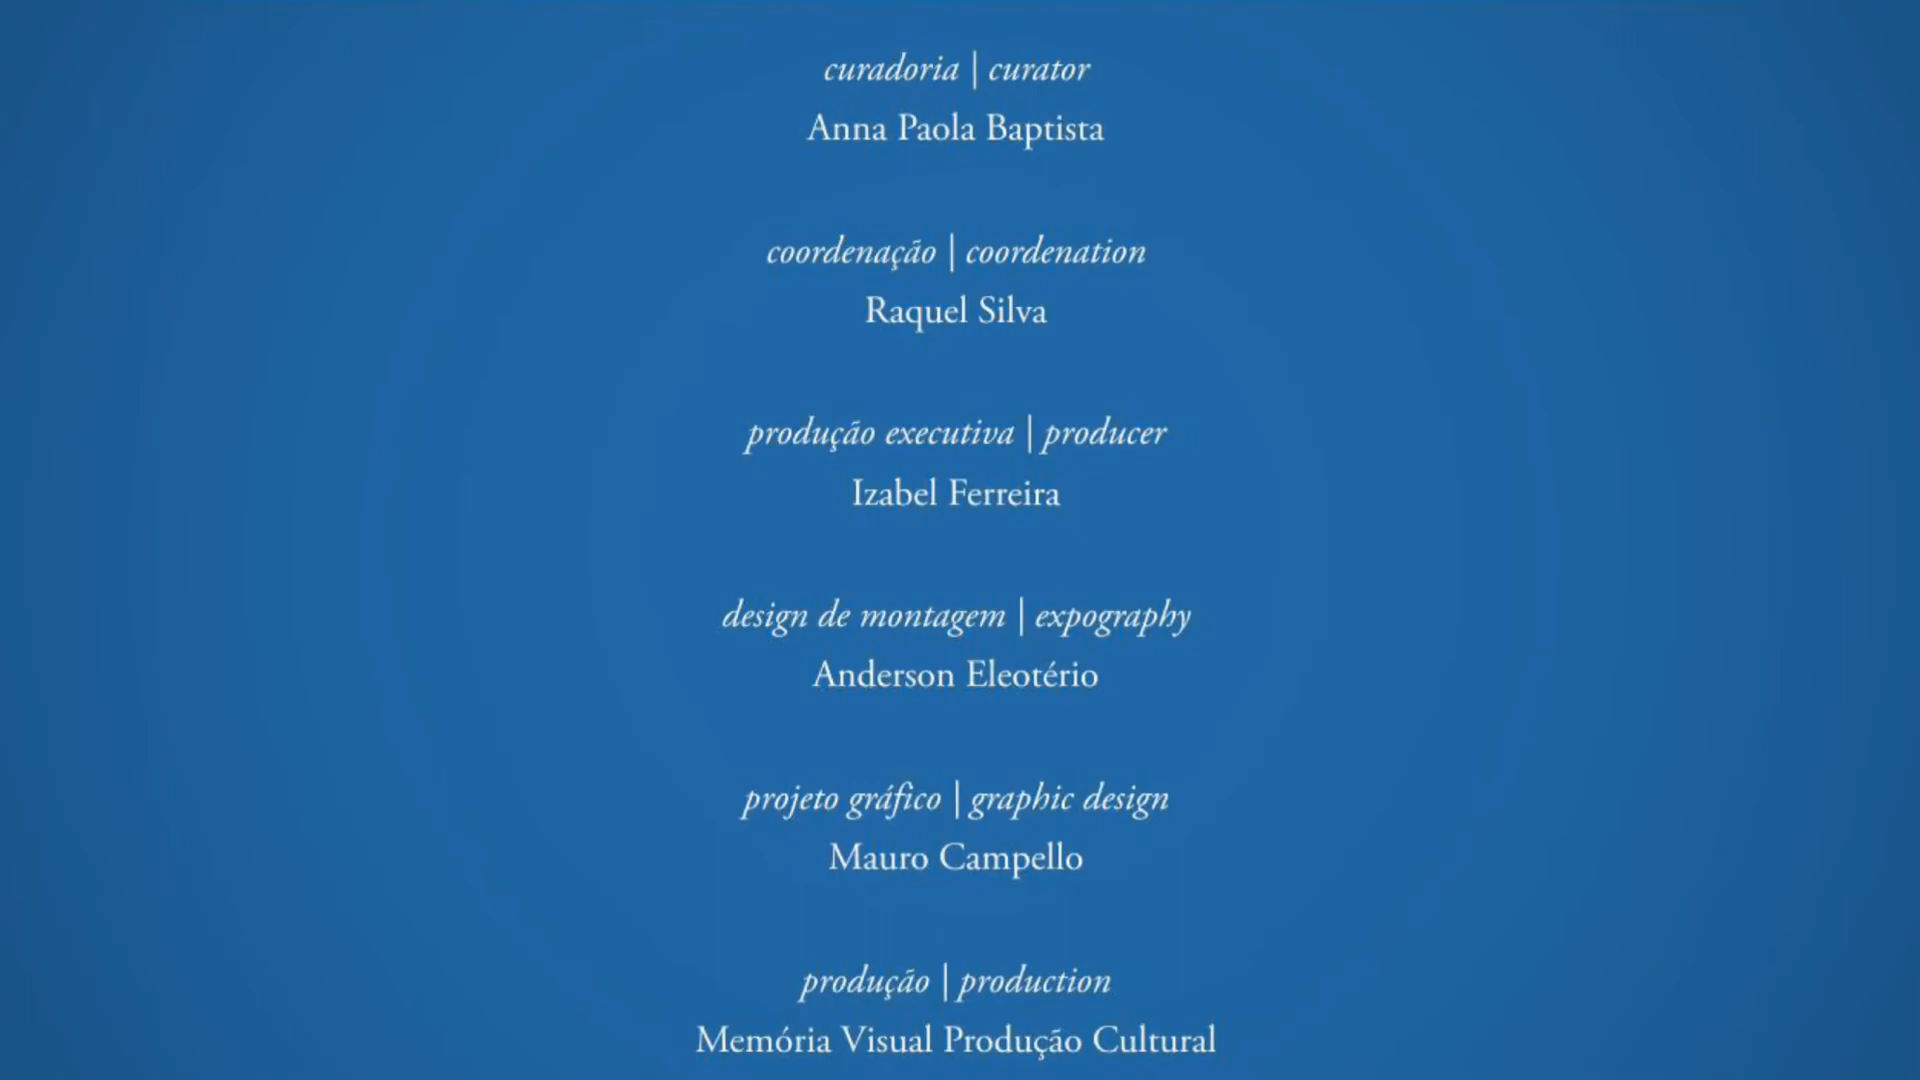 curadoria | curator
Anna Paola Baptista
coordenação | coordenation
Raquel Silva
produção executiva | producer
Izabel Ferreira
design de montagem | expography
Anderson Eleotério
projeto gráfico | graphic design
Mauro Campello
produção | production
Memória Visual Produção Cultural